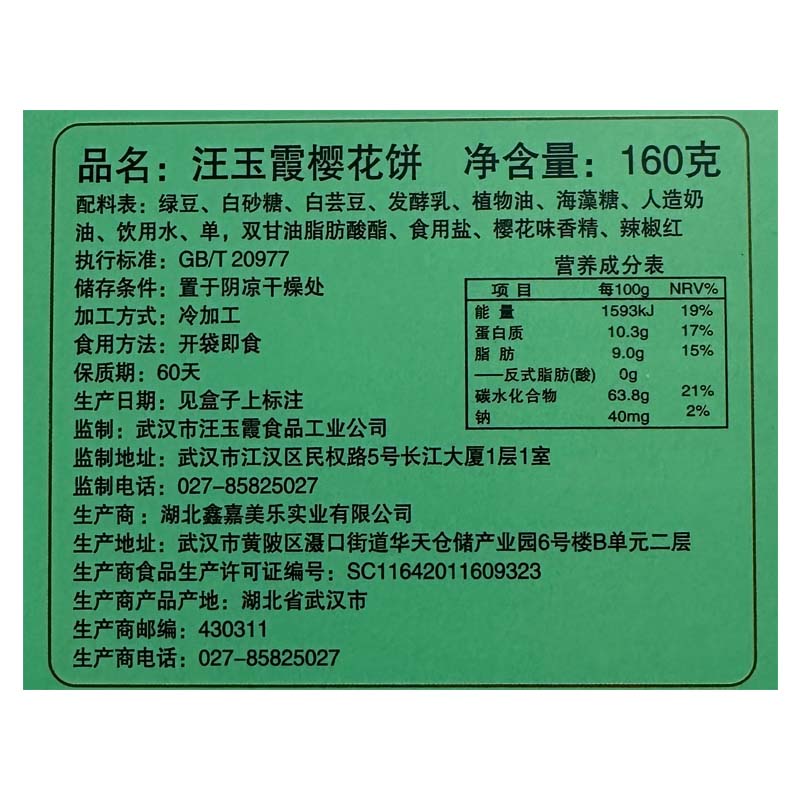 品名：汪玉霞樱花饼 净含量：160克
配料表：绿豆、白砂糖、白芸豆、发酵乳、植物油、海藻糖、人造奶
油、饮用水、单，双甘油脂肪酸酯、食用盐、樱花味香精、辣椒红
执行标准：GB/T 20977
储存条件：置于阴凉干燥处
加工方式：冷加工
食用方法：开袋即食
保质期：60天
生产日期：见盒子上标注
营养成分表
项目 每100g NRV%
能量 1593kJ 19%
蛋白质 10.3g 17%
脂肪 9.0g 15%
——反式脂肪(酸) 0g
碳水化合物 63.8g 21%
钠 40mg 2%
监制：武汉市汪玉霞食品工业公司
监制地址：武汉市江汉区民权路5号长江大厦1层1室
监制电话：027-85825027
生产商：湖北鑫嘉美乐实业有限公司
生产地址：武汉市黄陂区滠口街道华天仓储产业园6号楼B单元二层
生产商食品生产许可证编号：SC11642011609323
生产商产品产地：湖北省武汉市
生产商邮编：430311
生产商电话：027-85825027